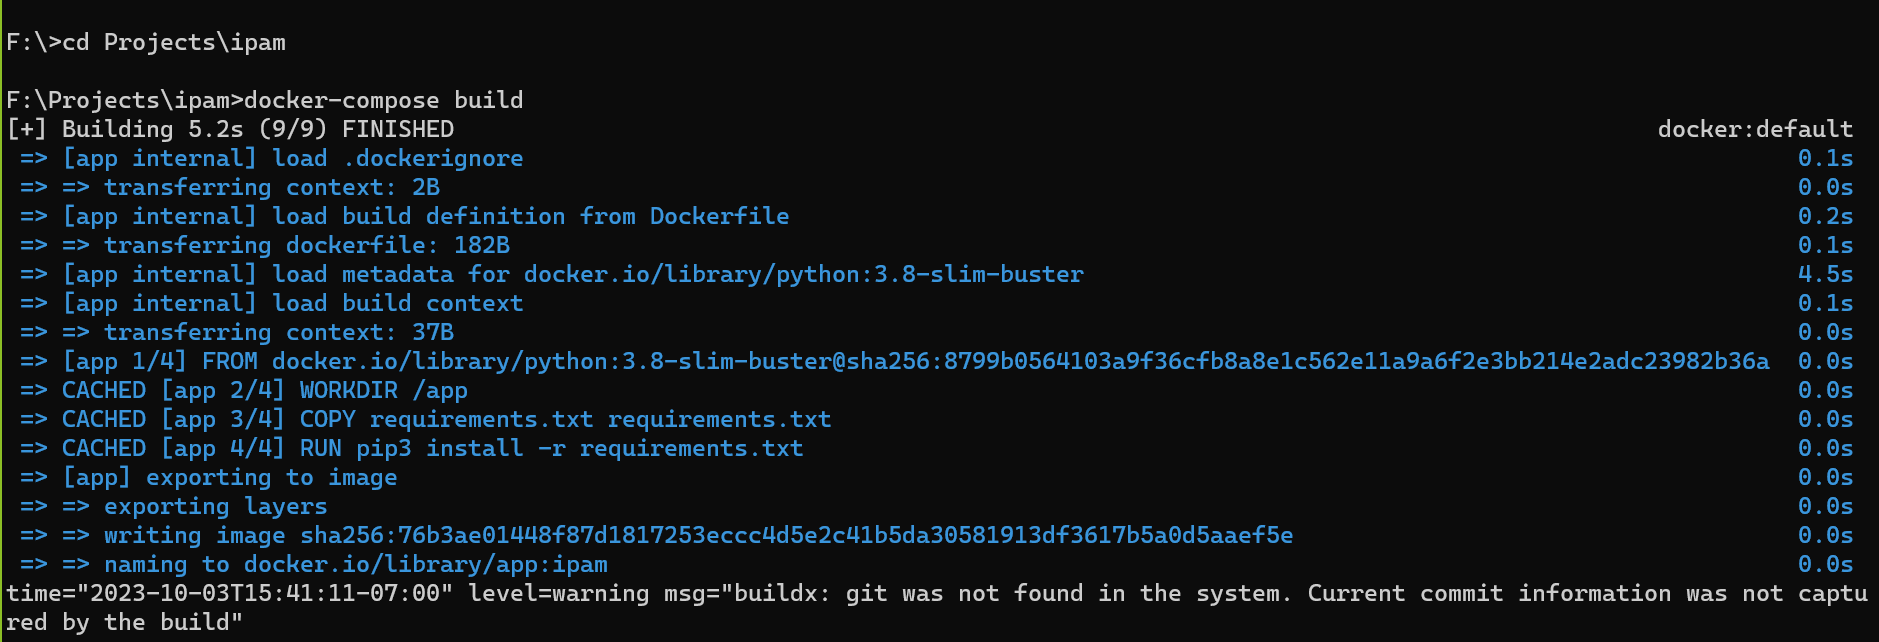 F:\>cd Projects\ipam
F:\Projects\ipam>docker-compose build
[+] Building 5.2s (9/9) FINISHED docker:default
=> [app internal] load .dockerignore 0.1s
=> => transferring context: 2B 0.0s
=> [app internal] load build definition from Dockerfile 0.2s
=> => transferring dockerfile: 182B 0.1s
=> [app internal] load metadata for docker.io/library/python:3.8-slim-buster 4.5s
=> [app internal] load build context 0.1s
=> => transferring context: 37B 0.0s
=> [app 1/4] FROM docker.io/library/python:3.8-slim-buster@sha256:8799b0564103a9f36cfb8a8e1c562e11a9a6f2e3bb214e2adc23982b36a 0.0s
=> CACHED [app 2/4] WORKDIR /app 0.0s
=> CACHED [app 3/4] COPY requirements.txt requirements.txt 0.0s
=> CACHED [app 4/4] RUN pip3 install -r requirements.txt 0.0s
=> [app] exporting to image 0.0s
=> => exporting layers 0.0s
=> => writing image sha256:76b3ae01448f87d1817253eccc4d5e2c41b5da30581913df3617b5a0d5aaef5e 0.0s
=> => naming to docker.io/library/app:ipam 0.0s
time="2023-10-03T15:41:11-07:00" level=warning msg="buildx: git was not found in the system. Current commit information was not captu
red by the build"